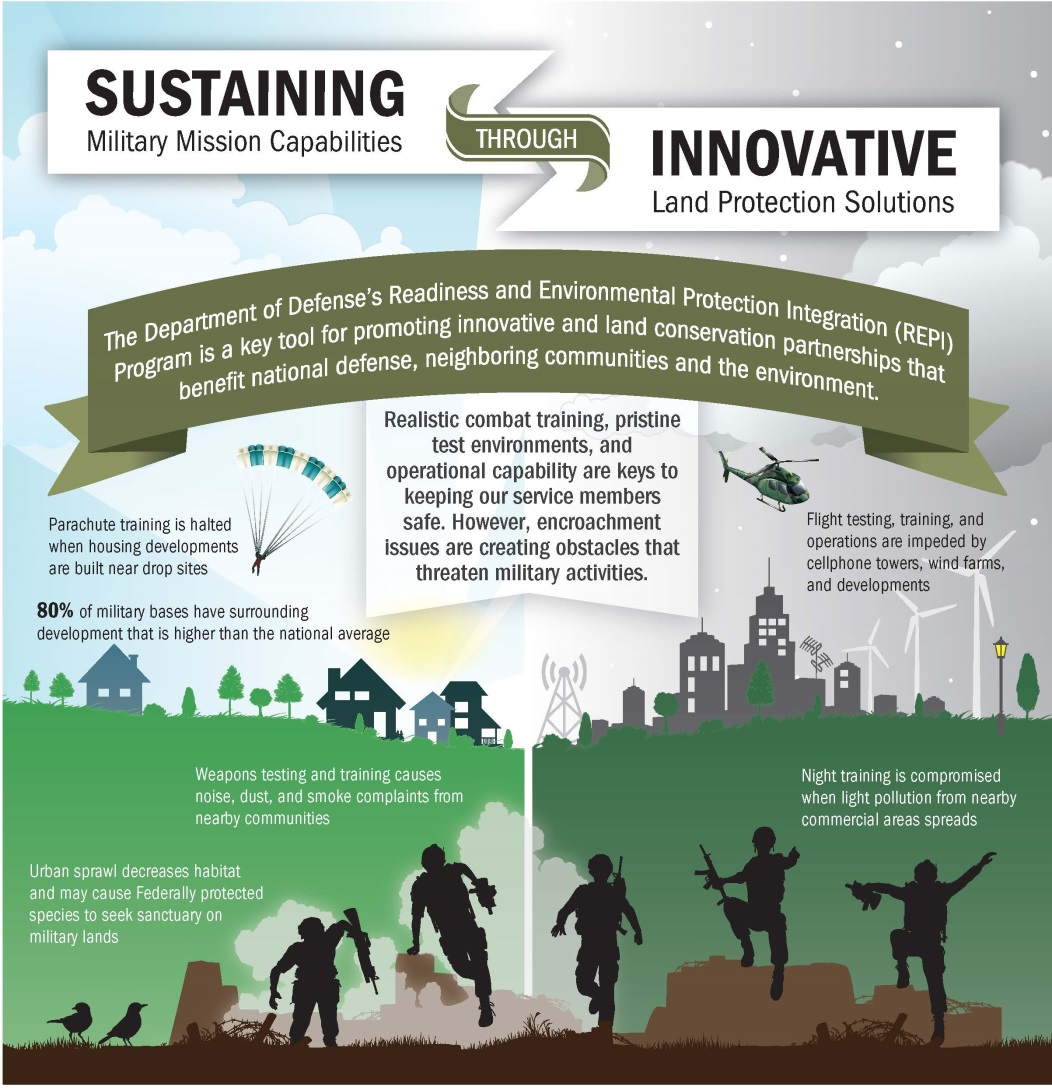 SUSTAINING
Military Mission Capabilities
THROUGH
INNOVATIVE
Land Protection Solutions
The Department of Defense's Readiness and Environmental Protection Integration (REPI)
Program is a key tool for promoting innovative and land conservation partnerships that
benefit national defense, neighboring communities and the environment.
Realistic combat training, pristine
test environments, and
operational capability are keys to
keeping our service members
safe. However, encroachment
issues are creating obstacles that
threaten military activities.
Parachute training is halted
when housing developments
are built near drop sites
80% of military bases have surrounding
development that is higher than the national average
Flight testing, training, and
operations are impeded by
cellphone towers, wind farms,
and developments
Weapons testing and training causes
noise, dust, and smoke complaints from
nearby communities
Urban sprawl decreases habitat
and may cause Federally protected
species to seek sanctuary on
military lands
Night training is compromised
when light pollution from nearby
commercial areas spreads